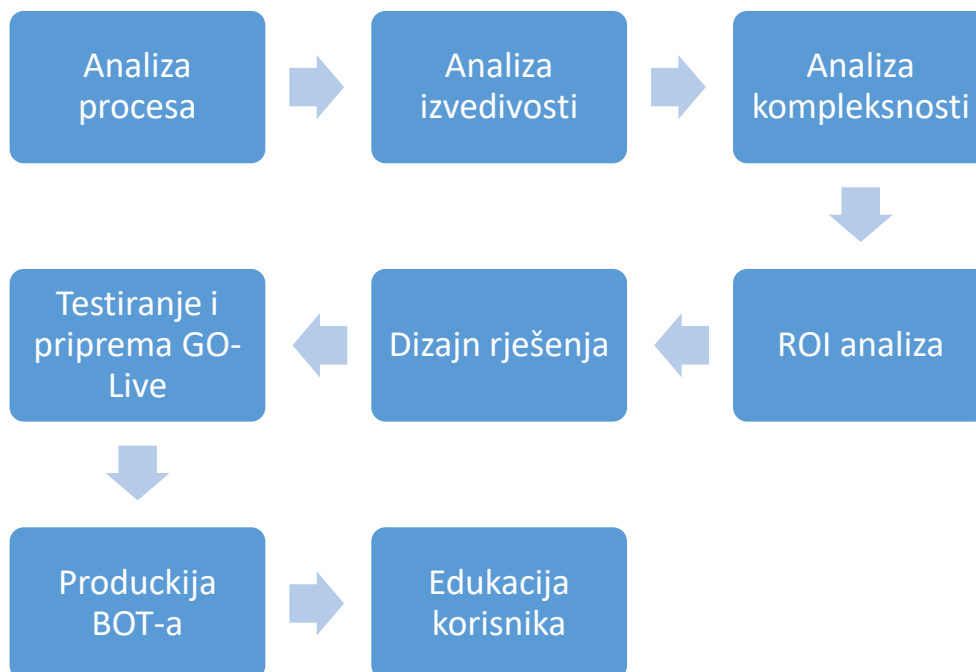 Analiza
procesa
Analiza
izvedivosti
Analiza
kompleksnosti
ROI analiza
Dizajn rješenja
Testiranje i
priprema GO-
Live
Produckija
BOT-a
Edukacija
korisnika